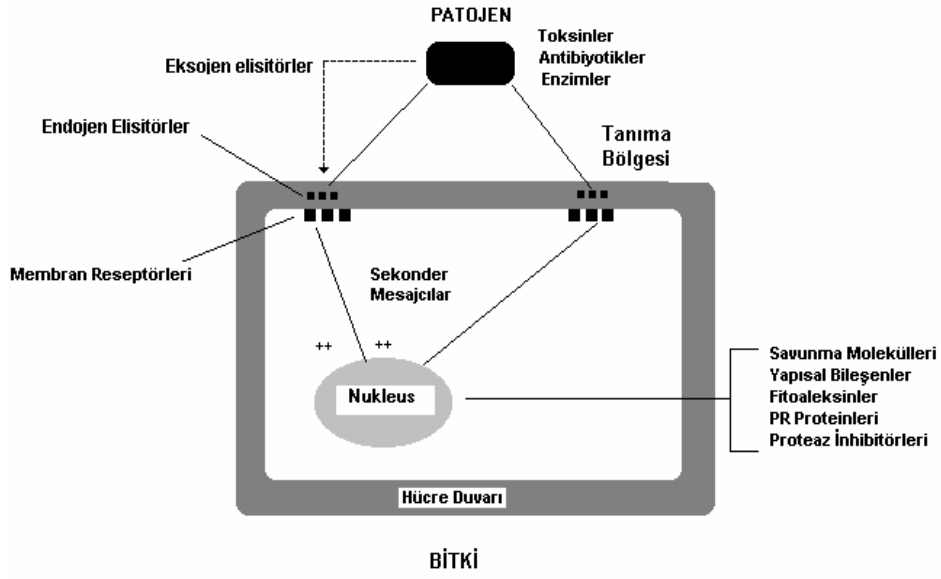 PATOJEN
Toksinler
Antibiyotikler
Enzimler
Eksojen elisitörler
Endojen Elisitörler
Tanıma
Bölgesi
Membran Reseptörleri
Sekonder
Mesajcılar
++
++
Nukleus
Savunma Molekülleri
Yapısal Bileşenler
Fitoaleksinler
PR Proteinleri
Proteaz İnhibitörleri
Hücre Duvarı
BİTKİ